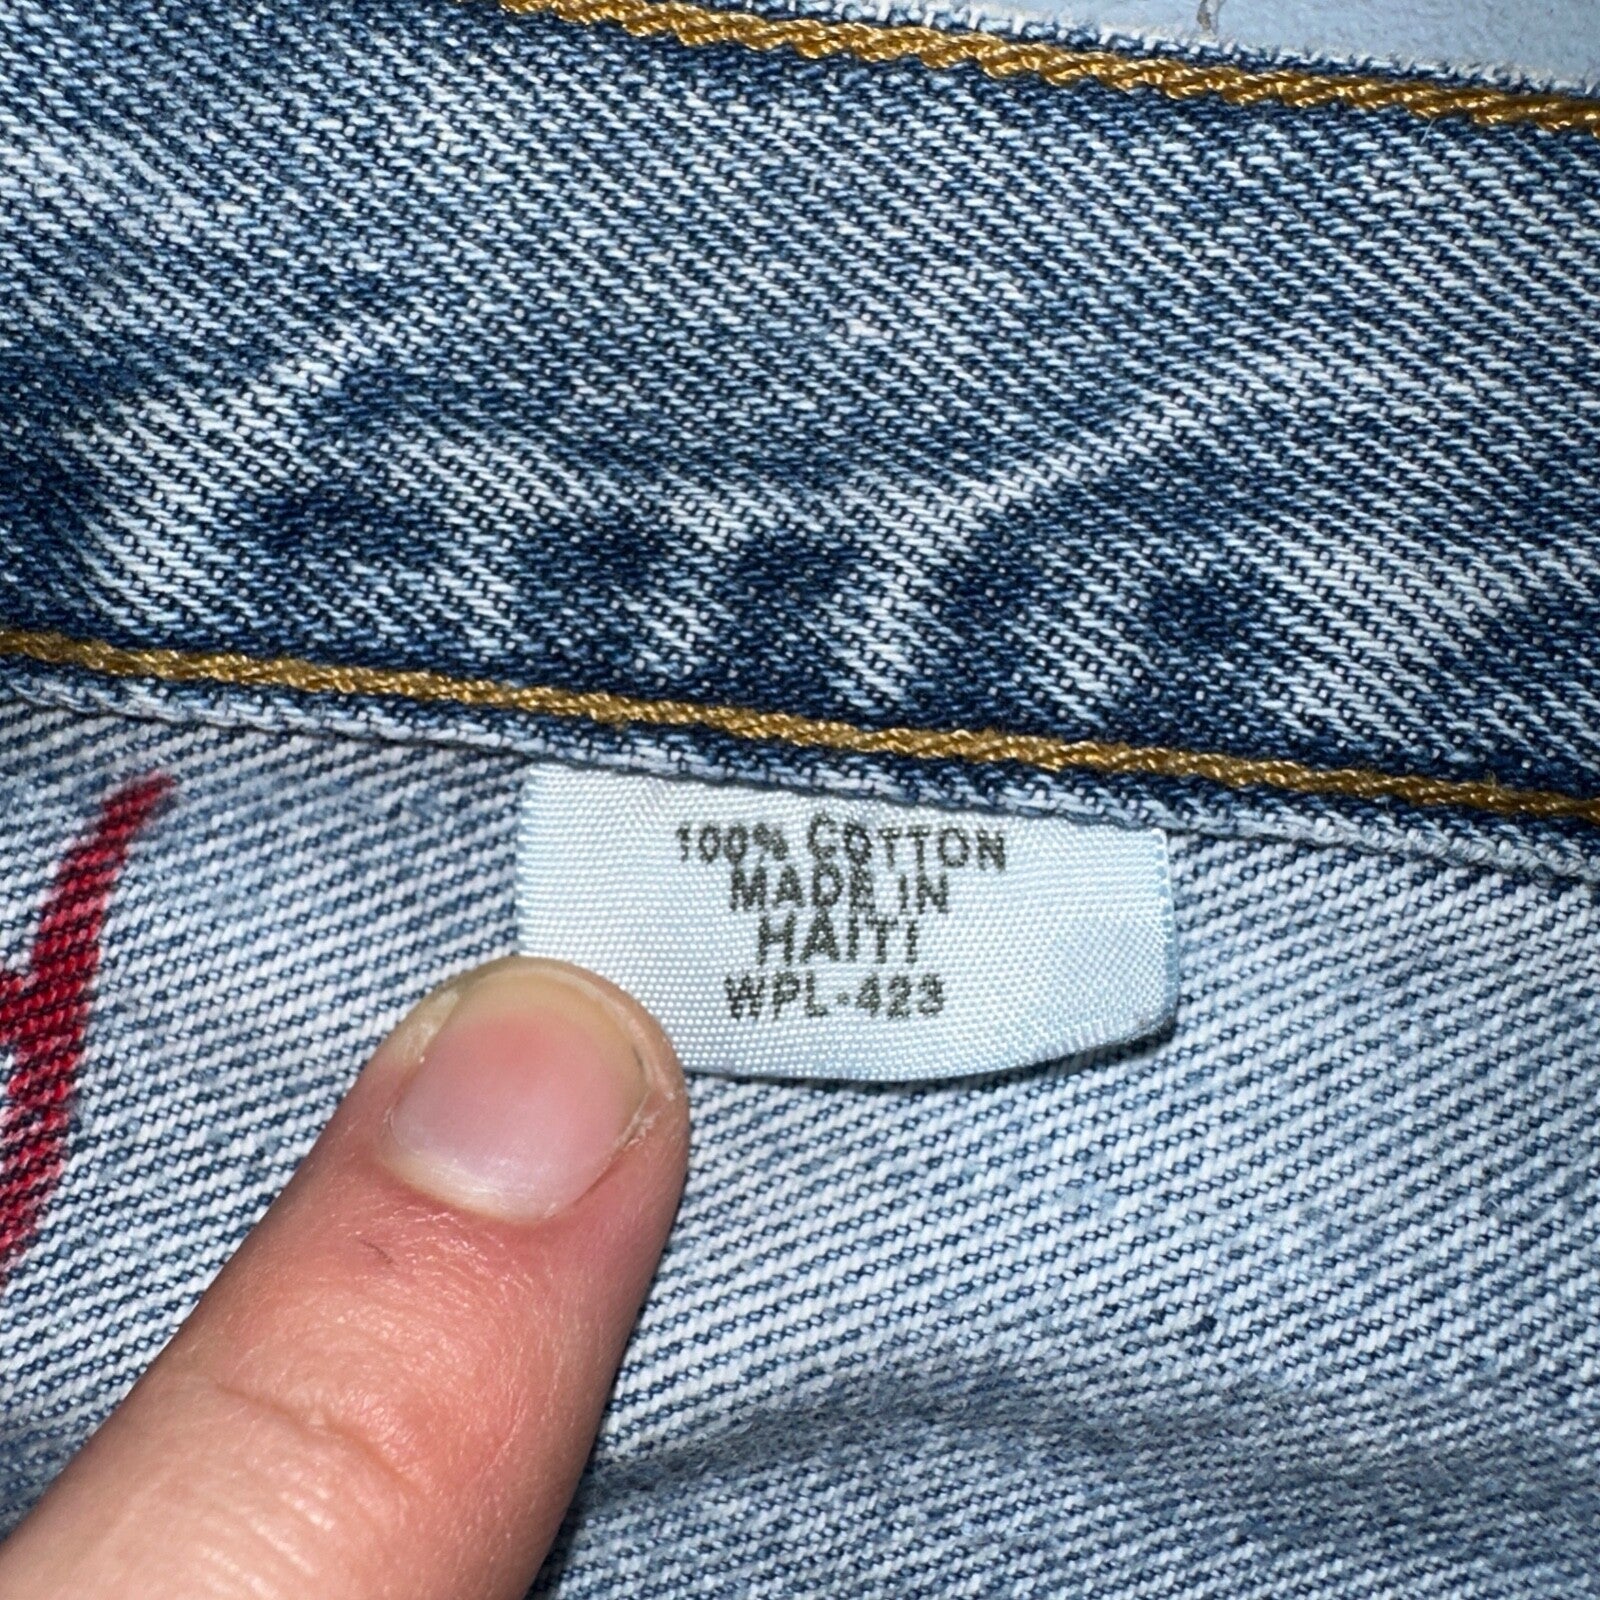 100% COTTON
MADE IN
HAITI
WPL-423